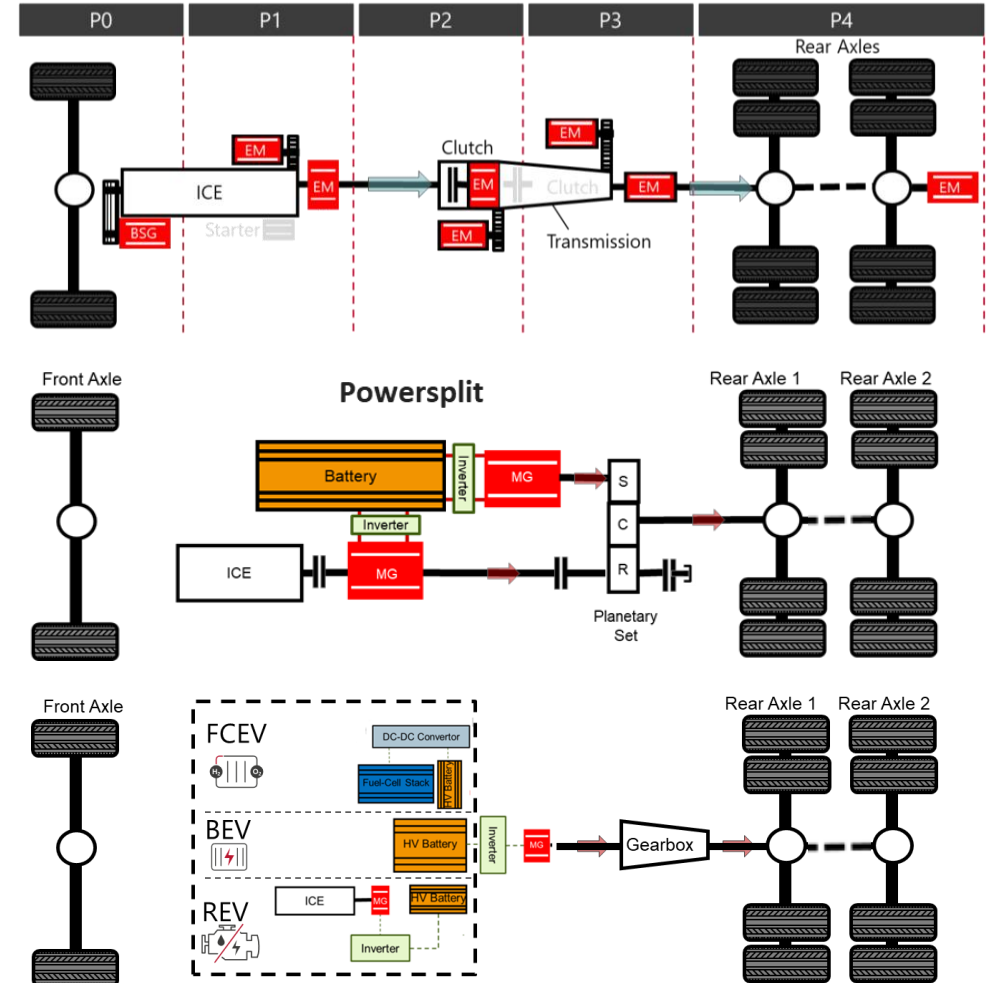 P0
P1
P2
P3
P4
Rear Axles
EM
Clutch
EM
ICE
EM
EM
Clutch
EM
EM
BSG
Starter
EM
Transmission
Front Axle
Powersplit
Rear Axle 1
Rear Axle 2
Battery
Inverter
MG
S
Inverter
C
ICE
MG
R
Planetary
Set
Front Axle
Rear Axle 1
Rear Axle 2
FCEV
DC-DC Convertor
H₂
O₂
Fuel-Cell Stack
HV Battery
BEV
HV Battery
Inverter
MG
Gearbox
REV
ICE
MG
HV Battery
Inverter